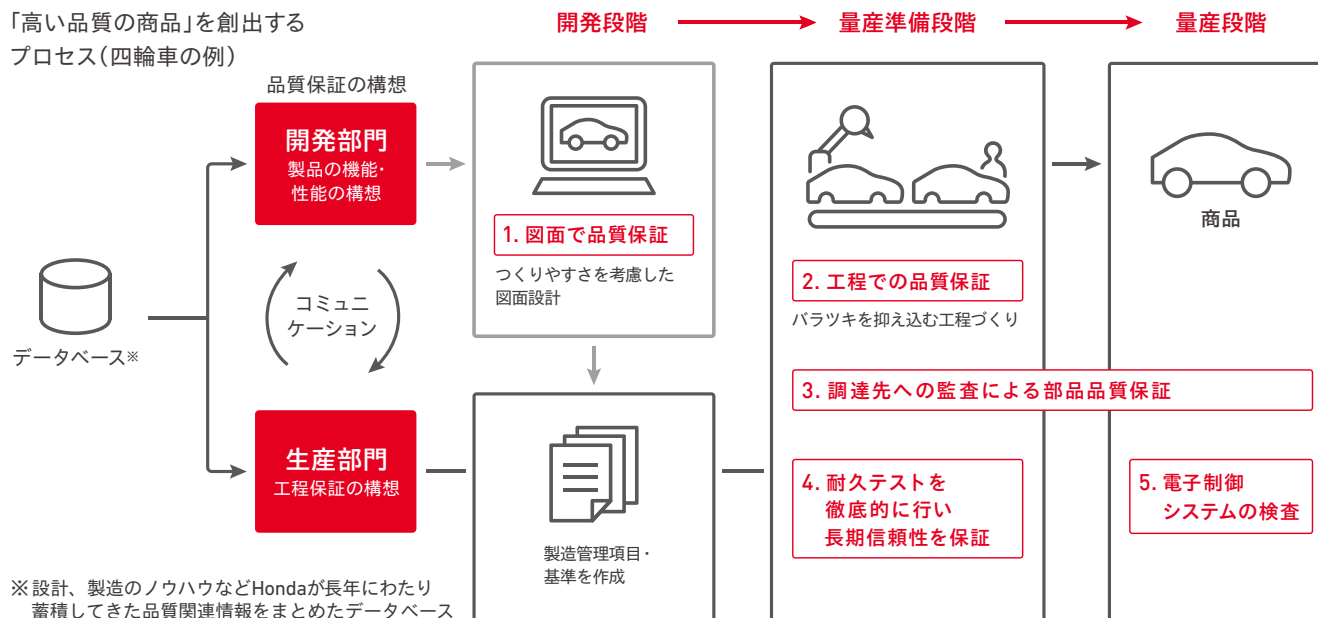 「高い品質の商品」を創出する
プロセス(四輪車の例)
開発段階
量産準備段階
量産段階
品質保証の構想
開発部門
製品の機能・
性能の構想
データベース※
コミュニ
ケーション
生産部門
工程保証の構想
1. 図面で品質保証
つくりやすさを考慮した
図面設計
製造管理項目・
基準を作成
2. 工程での品質保証
バラツキを抑え込む工程づくり
商品
3. 調達先への監査による部品品質保証
4. 耐久テストを
徹底的に行い
長期信頼性を保証
5. 電子制御
システムの検査
※設計、製造のノウハウなどHondaが長年にわたり
蓄積してきた品質関連情報をまとめたデータベース